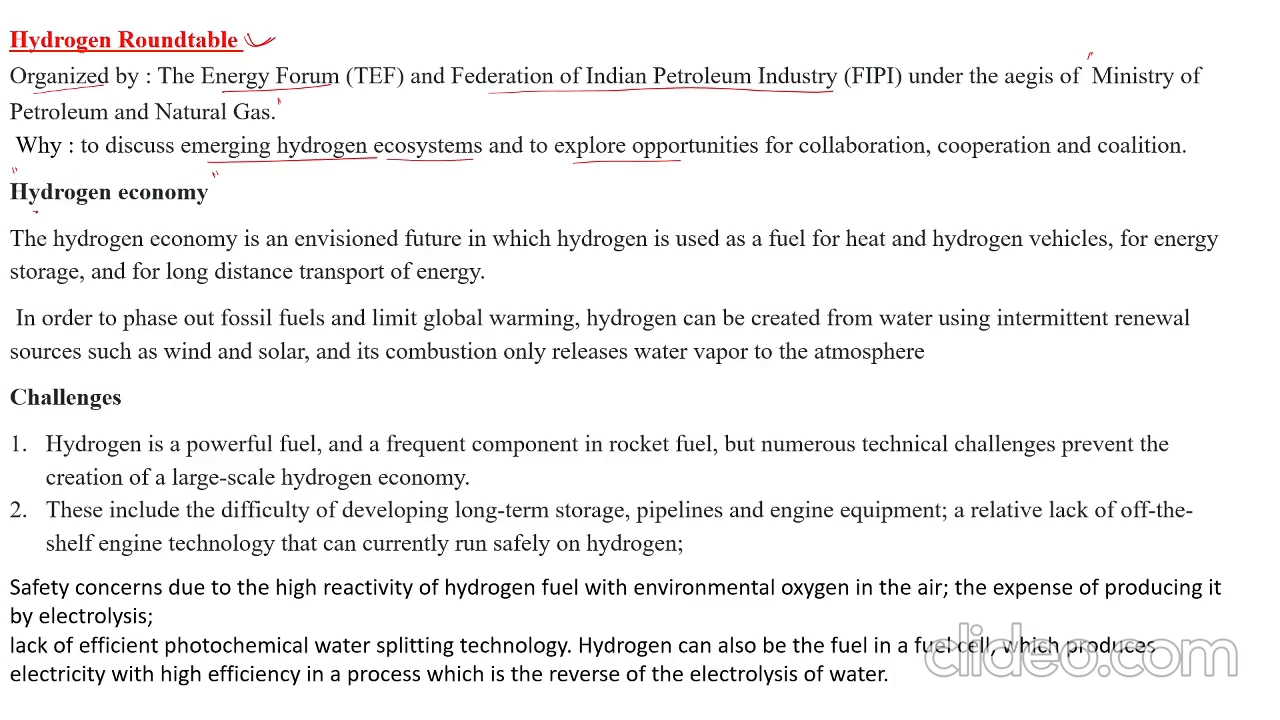 Hydrogen Roundtable
Organized by : The Energy Forum (TEF) and Federation of Indian Petroleum Industry (FIPI) under the aegis of Ministry of
Petroleum and Natural Gas.
Why : to discuss emerging hydrogen ecosystems and to explore opportunities for collaboration, cooperation and coalition.
Hydrogen economy
The hydrogen economy is an envisioned future in which hydrogen is used as a fuel for heat and hydrogen vehicles, for energy
storage, and for long distance transport of energy.
In order to phase out fossil fuels and limit global warming, hydrogen can be created from water using intermittent renewal
sources such as wind and solar, and its combustion only releases water vapor to the atmosphere
Challenges
1. Hydrogen is a powerful fuel, and a frequent component in rocket fuel, but numerous technical challenges prevent the
creation of a large-scale hydrogen economy.
2. These include the difficulty of developing long-term storage, pipelines and engine equipment; a relative lack of off-the-
shelf engine technology that can currently run safely on hydrogen;
Safety concerns due to the high reactivity of hydrogen fuel with environmental oxygen in the air; the expense of producing it
by electrolysis;
lack of efficient photochemical water splitting technology. Hydrogen can also be the fuel in a fuel cell, which produces
electricity with high efficiency in a process which is the reverse of the electrolysis of water.
clideo.com